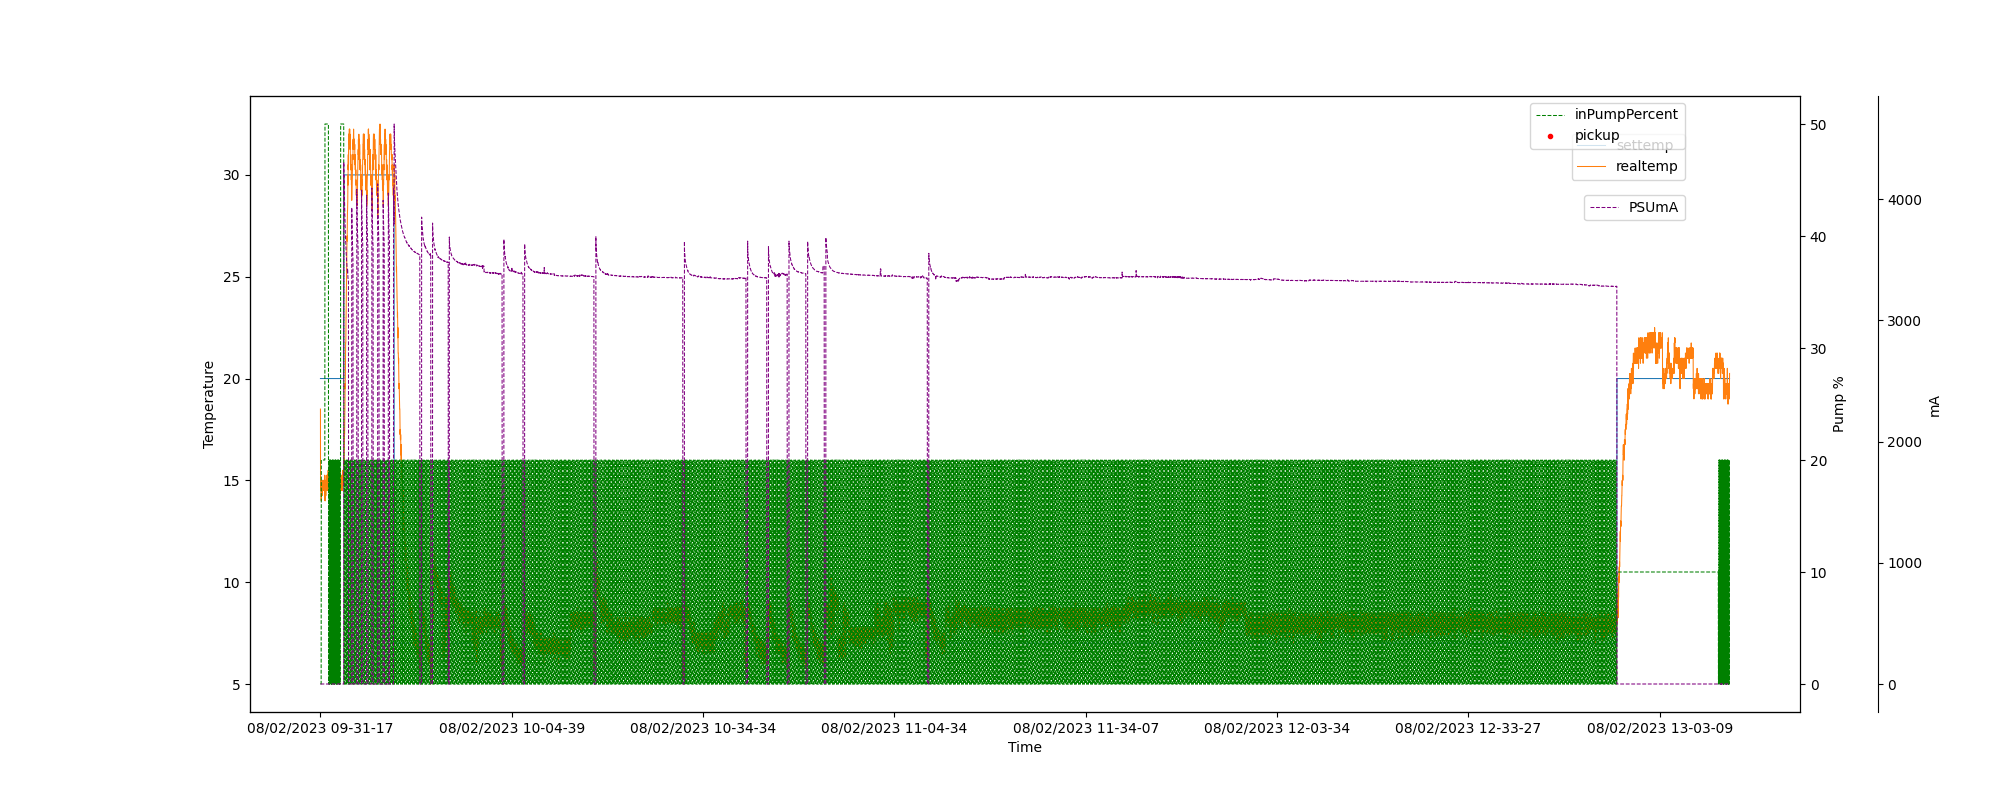 inPumpPercent
pickup
settemp
realtemp
PSUmA
30
25
20
15
10
5
Temperature
50
40
30
20
10
0
Pump %
4000
3000
2000
1000
0
mA
08/02/2023 09-31-17
08/02/2023 10-04-39
08/02/2023 10-34-34
08/02/2023 11-04-34
08/02/2023 11-34-07
08/02/2023 12-03-34
08/02/2023 12-33-27
08/02/2023 13-03-09
Time